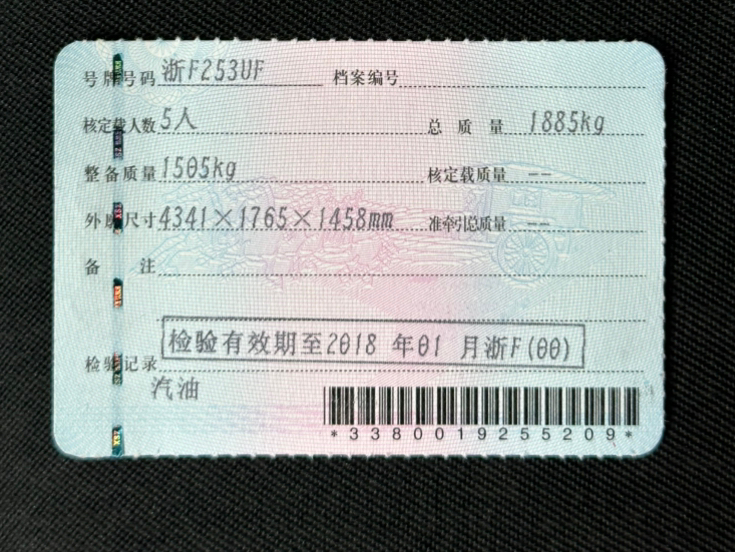 号牌号码 浙F253UF 档案编号
核定载人数 5人 总质量 1885kg
整备质量 1505kg 核定载质量 --
外廓尺寸 4341×1765×1458mm 准牵引总质量 --
备注
检验有效期至2018年01月浙F(00)
检验记录
汽油
*3380019255209*